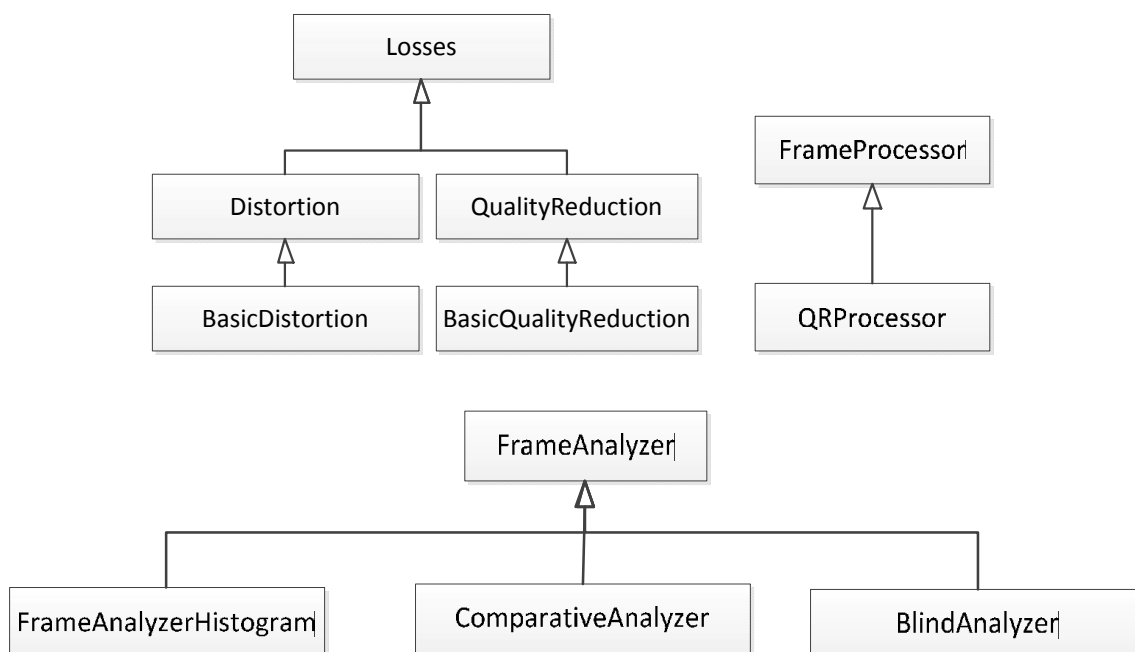 Losses
FrameProcessor
Distortion
QualityReduction
BasicDistortion
BasicQualityReduction
QRProcessor
FrameAnalyzer
FrameAnalyzerHistogram
ComparativeAnalyzer
BlindAnalyzer